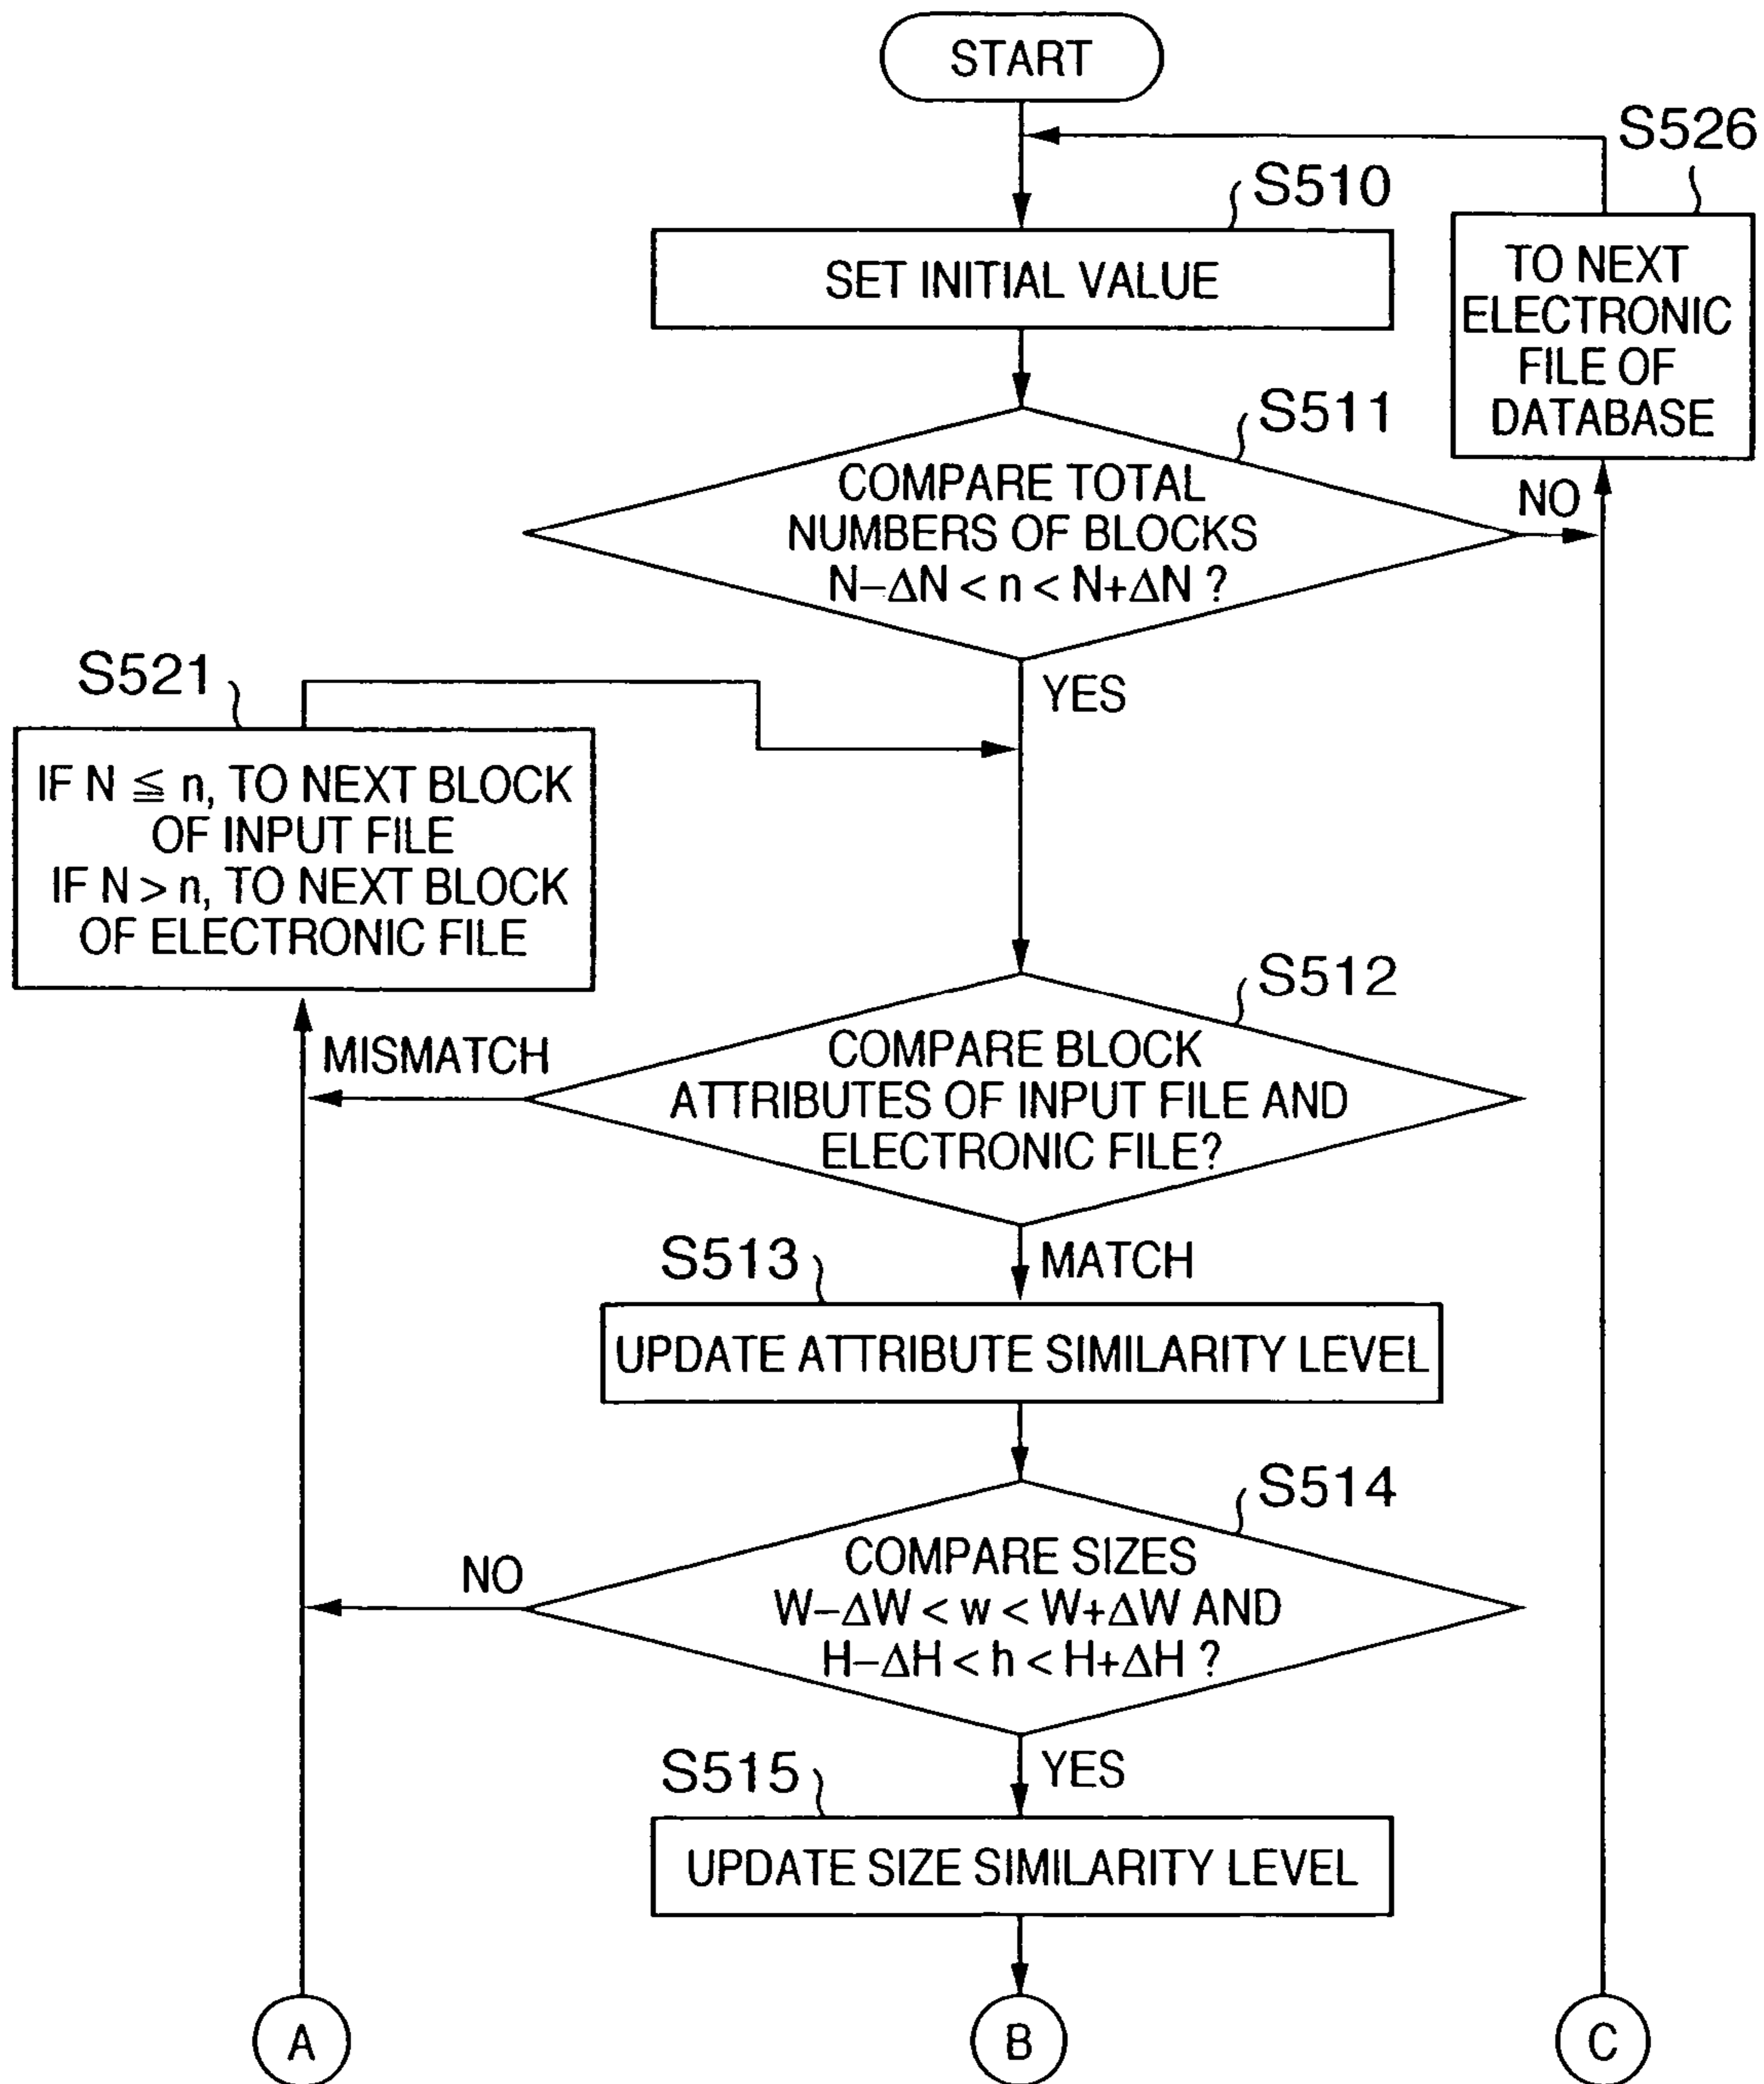 START
S526
S510
SET INITIAL VALUE
TO NEXT
ELECTRONIC
FILE OF
DATABASE
S511
COMPARE TOTAL
NUMBERS OF BLOCKS
N−ΔN < n < N+ΔN ?
NO
YES
S521
IF N ≦ n, TO NEXT BLOCK
OF INPUT FILE
IF N > n, TO NEXT BLOCK
OF ELECTRONIC FILE
S512
COMPARE BLOCK
ATTRIBUTES OF INPUT FILE AND
ELECTRONIC FILE?
MISMATCH
MATCH
S513
UPDATE ATTRIBUTE SIMILARITY LEVEL
S514
COMPARE SIZES
W−ΔW < w < W+ΔW AND
H−ΔH < h < H+ΔH ?
NO
YES
S515
UPDATE SIZE SIMILARITY LEVEL
A
B
C